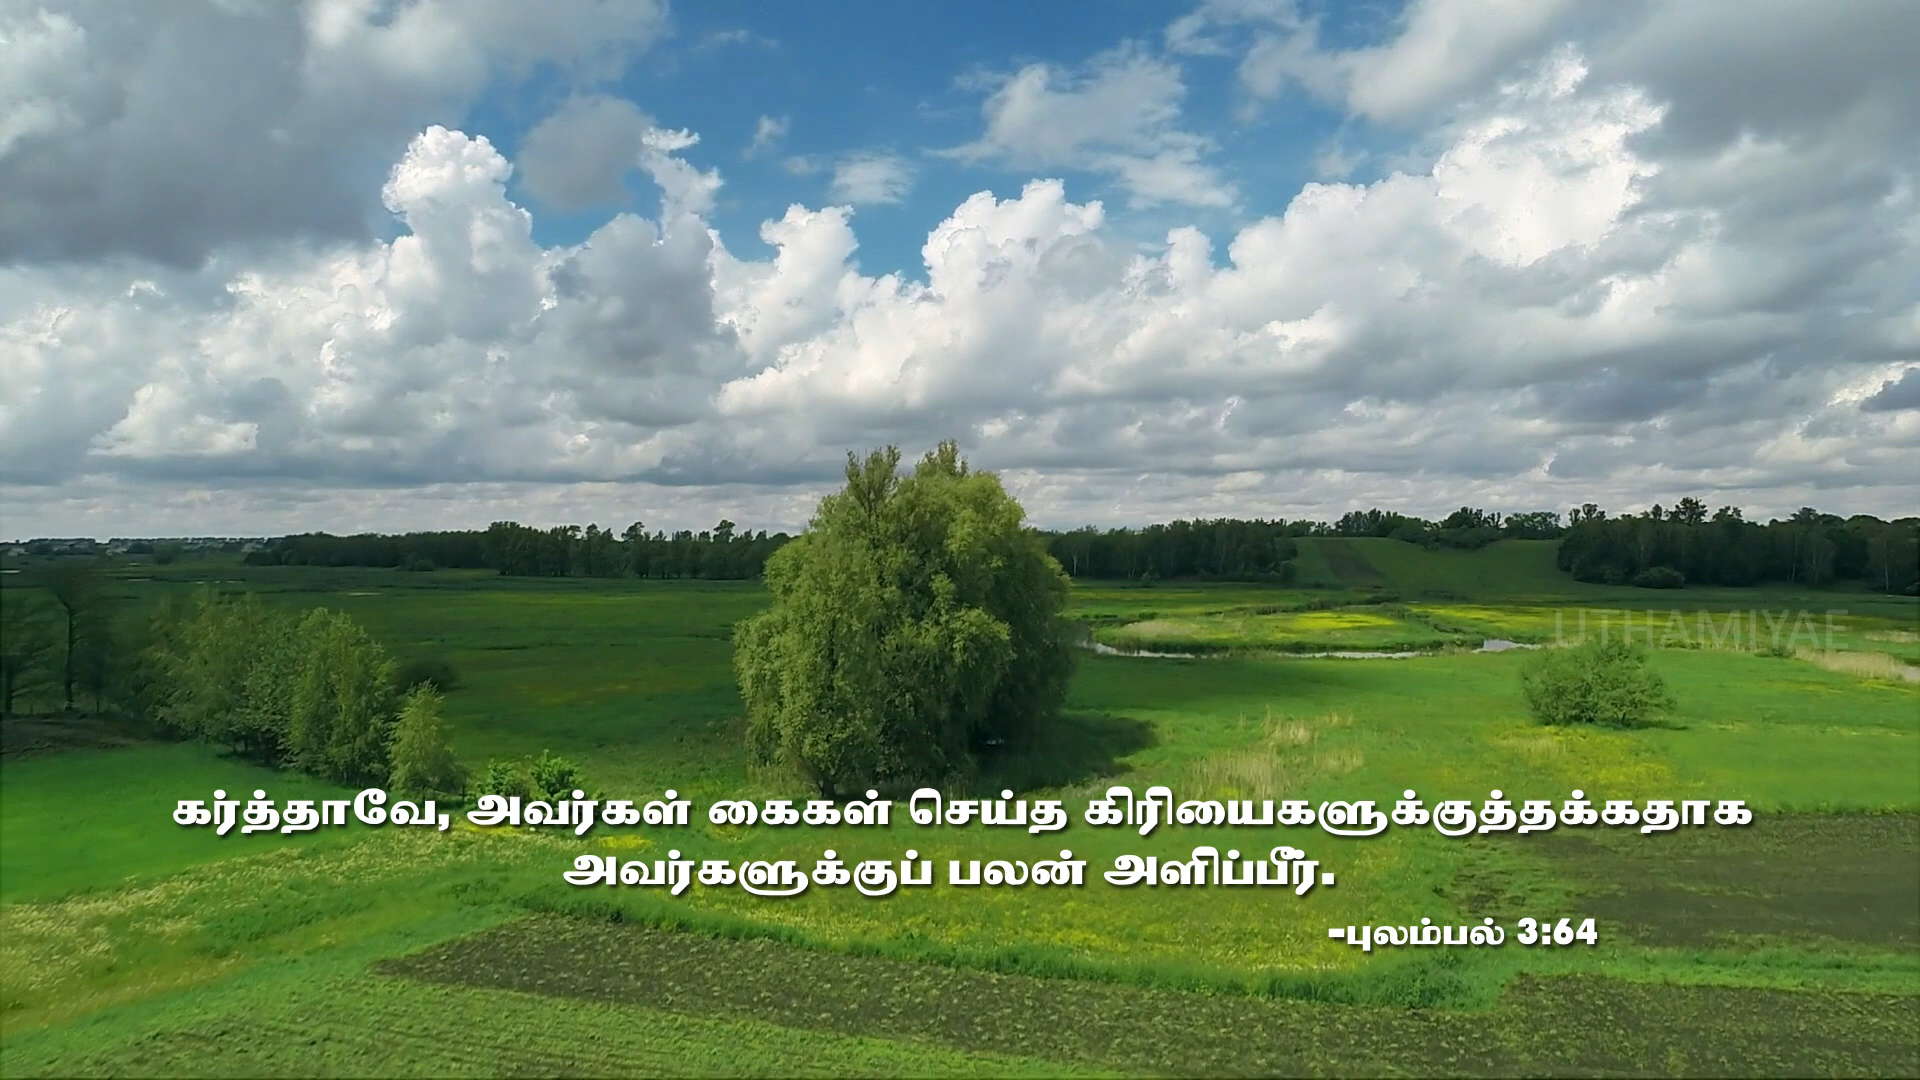 UTHAMIYAE
கர்த்தாவே, அவர்கள் கைகள் செய்த கிரியைகளுக்குத்தக்கதாக
அவர்களுக்குப் பலன் அளிப்பீர்.
-புலம்பல் 3:64